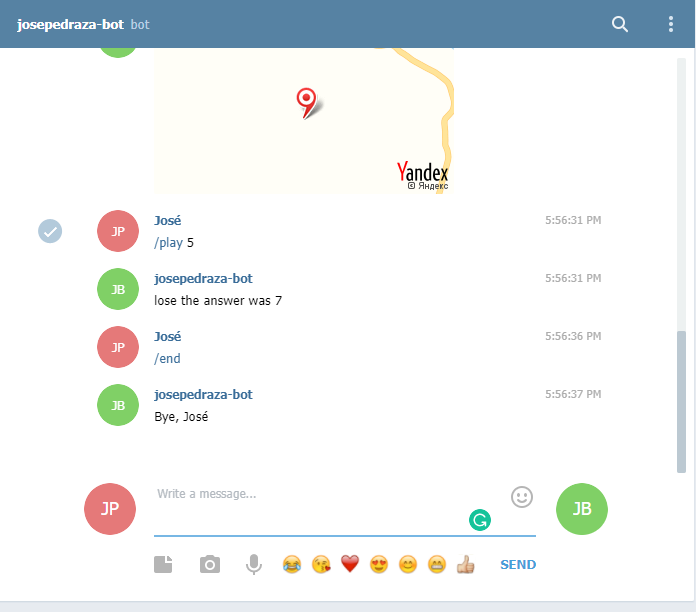 josepedraza-bot bot
Yandex
© Яндекс
José 5:56:31 PM
JP
/play 5
josepedraza-bot 5:56:31 PM
JB
lose the answer was 7
José 5:56:36 PM
JP
/end
josepedraza-bot 5:56:37 PM
JB
Bye, José
JP
Write a message...
JB
SEND